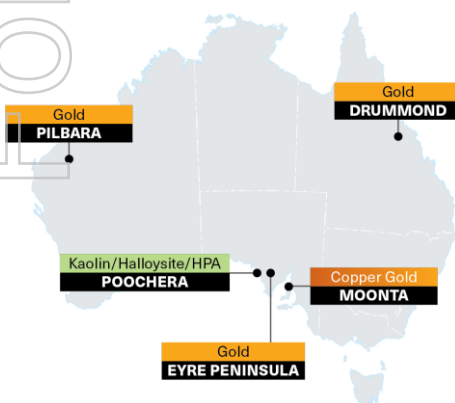 Gold
DRUMMOND
Gold
PILBARA
Kaolin/Halloysite/HPA
POOCHERA
Copper Gold
MOONTA
Gold
EYRE PENINSULA